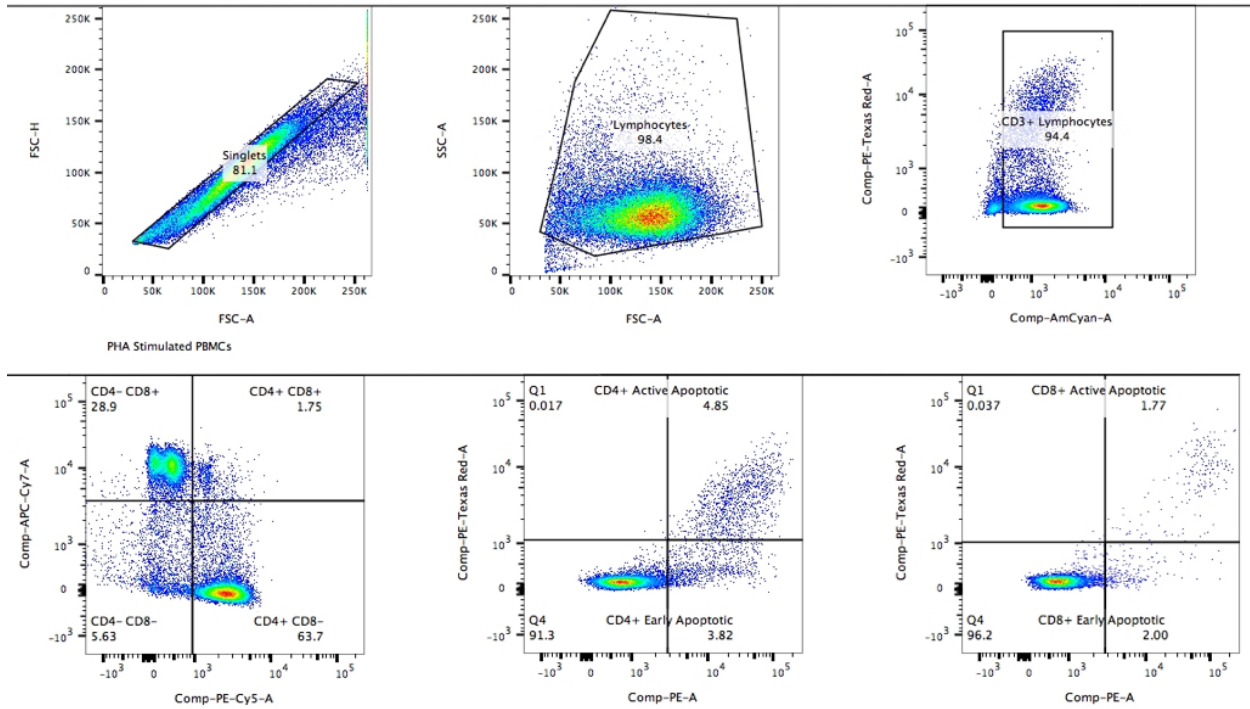 250K
200K
150K
100K
50K
0
FSC-H
Singlets
81.1
0 50K 100K 150K 200K 250K
FSC-A
250K
200K
150K
100K
50K
0
SSC-A
Lymphocytes
98.4
0 50K 100K 150K 200K 250K
FSC-A
10^5
10^4
10^3
0
-10^3
Comp-PE-Texas Red-A
CD3+ Lymphocytes
94.4
-10^3 0 10^3 10^4 10^5
Comp-AmCyan-A
PHA Stimulated PBMCs
CD4- CD8+
28.9
CD4+ CD8+
1.75
10^5
10^4
10^3
0
-10^3
Comp-APC-Cy7-A
CD4- CD8-
5.63
CD4+ CD8-
63.7
-10^3 0 10^3 10^4 10^5
Comp-PE-Cy5-A
Q1
0.017
CD4+ Active Apoptotic
4.85
10^5
10^4
10^3
0
-10^3
Comp-PE-Texas Red-A
Q4
91.3
CD4+ Early Apoptotic
3.82
-10^3 0 10^3 10^4 10^5
Comp-PE-A
Q1
0.037
CD8+ Active Apoptotic
1.77
10^5
10^4
10^3
0
-10^3
Comp-PE-Texas Red-A
Q4
96.2
CD8+ Early Apoptotic
2.00
-10^3 0 10^3 10^4 10^5
Comp-PE-A